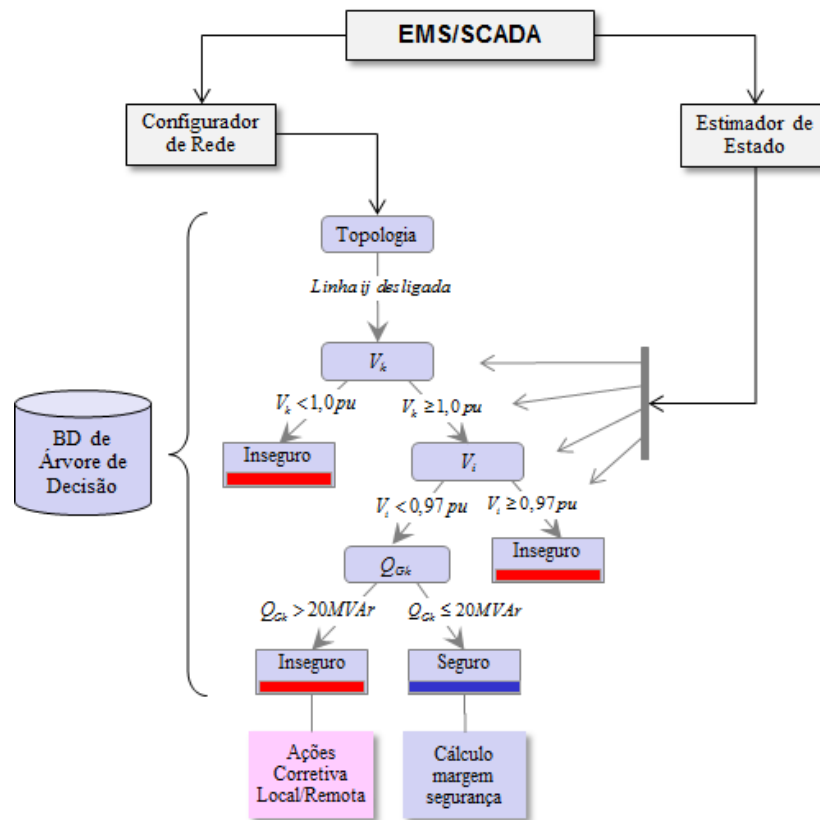 EMS/SCADA
Configurador
de Rede
Estimador de
Estado
Topologia
Linha ij desligada
V_k
V_k < 1,0 pu
V_k ≥ 1,0 pu
BD de
Árvore de
Decisão
Inseguro
V_i
V_i < 0,97 pu
V_i ≥ 0,97 pu
Inseguro
Q_Gk
Q_Gk > 20MVAr
Q_Gk ≤ 20MVAr
Inseguro
Seguro
Ações
Corretiva
Local/Remota
Cálculo
margem
segurança